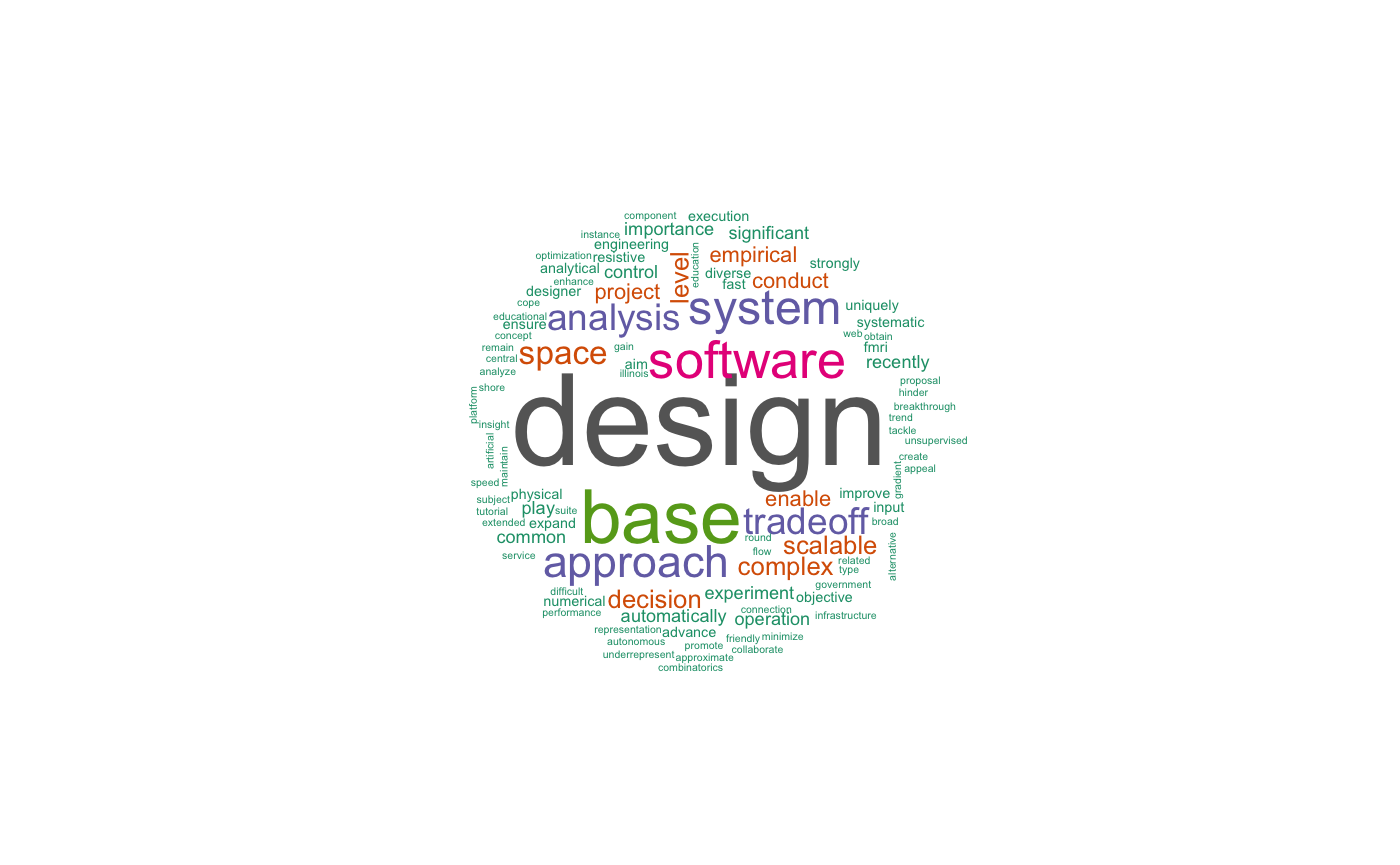 component
execution
instance
importance
significant
engineering
education
optimization
resistive
level
empirical
strongly
analytical
control
diverse
enhance
fast
conduct
designer
project
cope
analysis
system
uniquely
educational
ensure
systematic
concept
web
obtain
remain
space
gain
software
fmri
central
aim
recently
analyze
illinois
shore
design
proposal
platform
hinder
breakthrough
insight
trend
tackle
artificial
unsupervised
maintain
create
appeal
gradient
speed
subject
physical
base
enable
improve
tutorial
play
suite
tradeoff
input
extended
expand
broad
common
round
scalable
alternative
service
approach
flow
complex
related
type
difficult
government
numerical
decision
experiment
objective
performance
automatically
connection
operation
infrastructure
representation
advance
autonomous
friendly
minimize
promote
collaborate
underrepresent
approximate
combinatorics